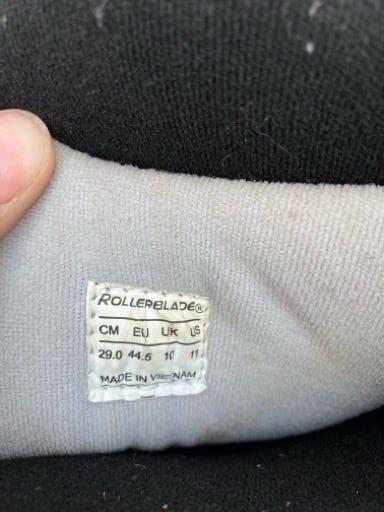 ROLLERBLADE®
CM EU UK US
29.0 44.5 10 11
MADE IN VIETNAM